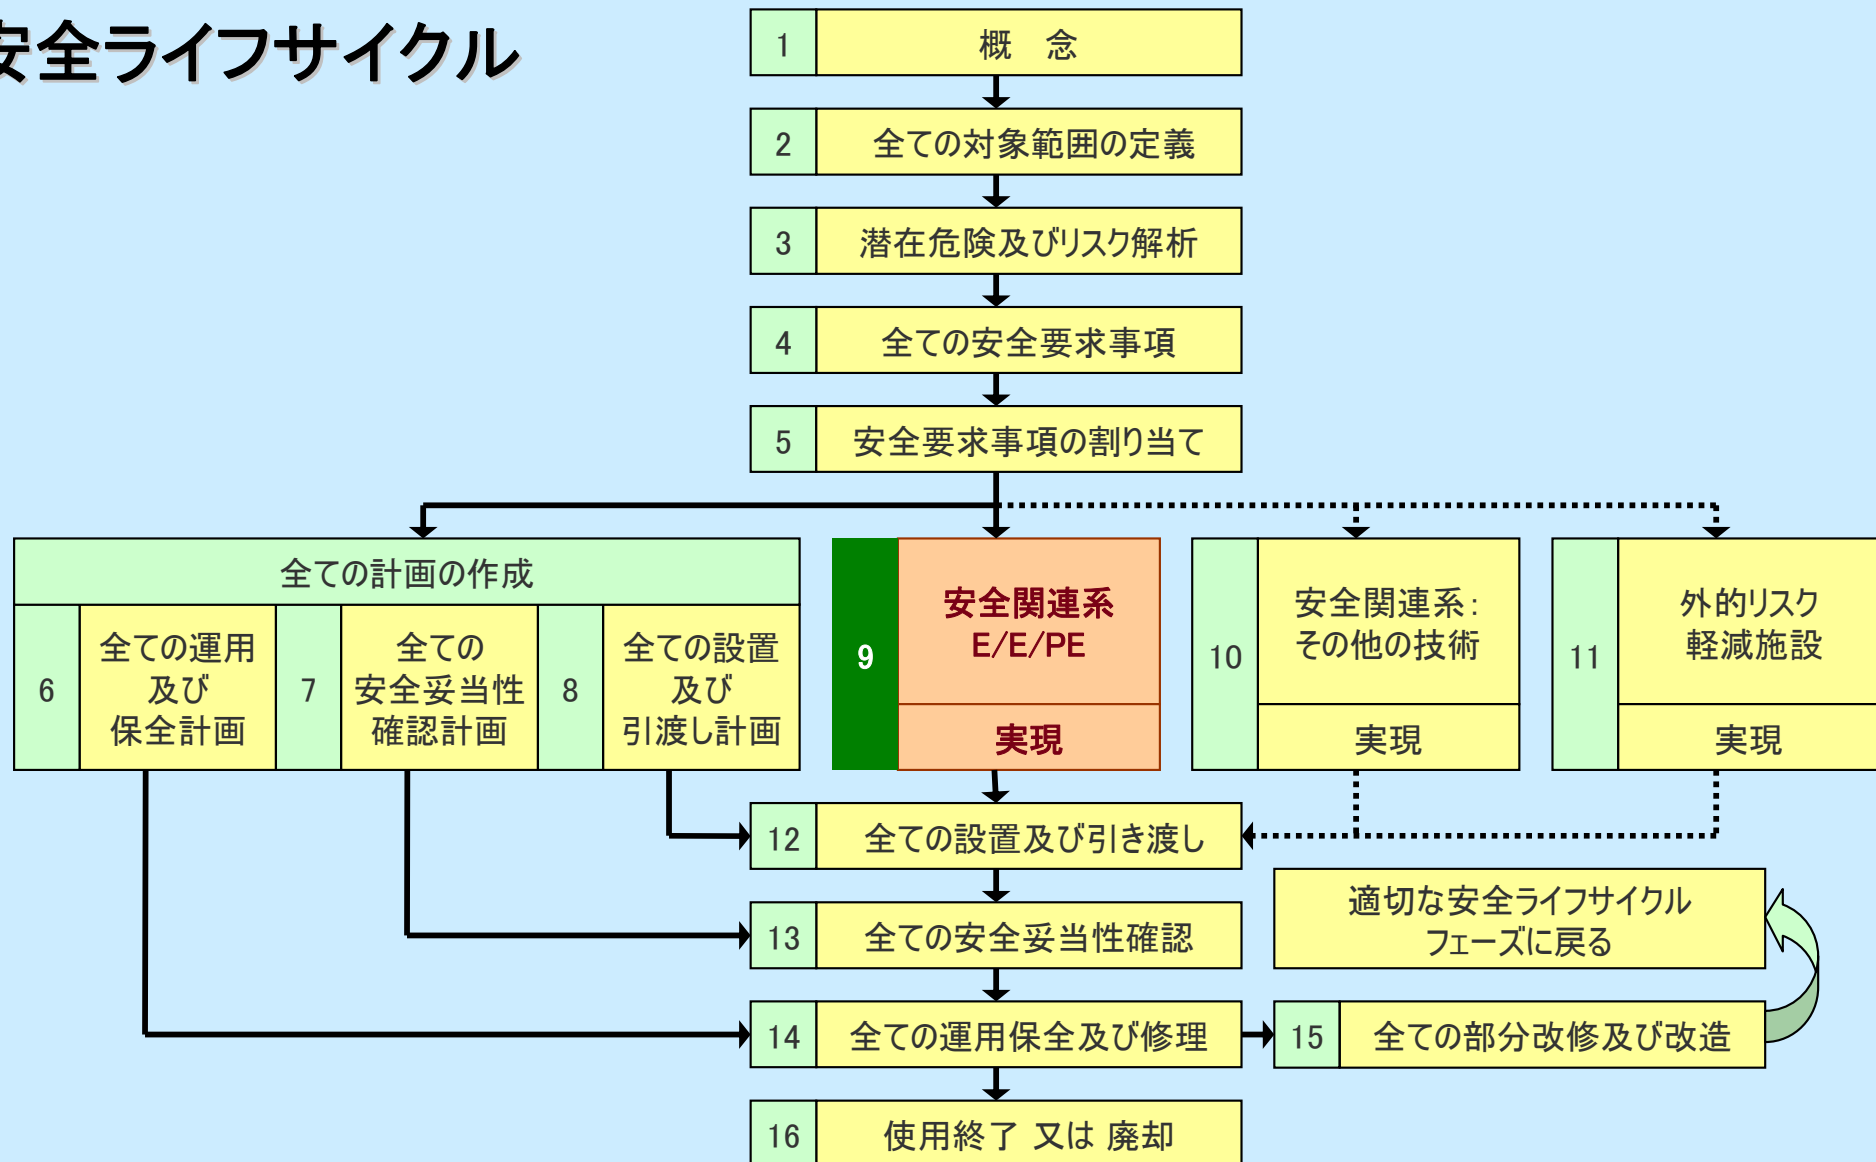 安全ライフサイクル
1
概 念
2
全ての対象範囲の定義
3
潜在危険及びリスク解析
4
全ての安全要求事項
5
安全要求事項の割り当て
全ての計画の作成
6
全ての運用
及び
保全計画
7
全ての
安全妥当性
確認計画
8
全ての設置
及び
引渡し計画
9
安全関連系
E/E/PE
実現
10
安全関連系：
その他の技術
実現
11
外的リスク
軽減施設
実現
12
全ての設置及び引き渡し
13
全ての安全妥当性確認
適切な安全ライフサイクル
フェーズに戻る
14
全ての運用保全及び修理
15
全ての部分改修及び改造
16
使用終了 又は 廃却